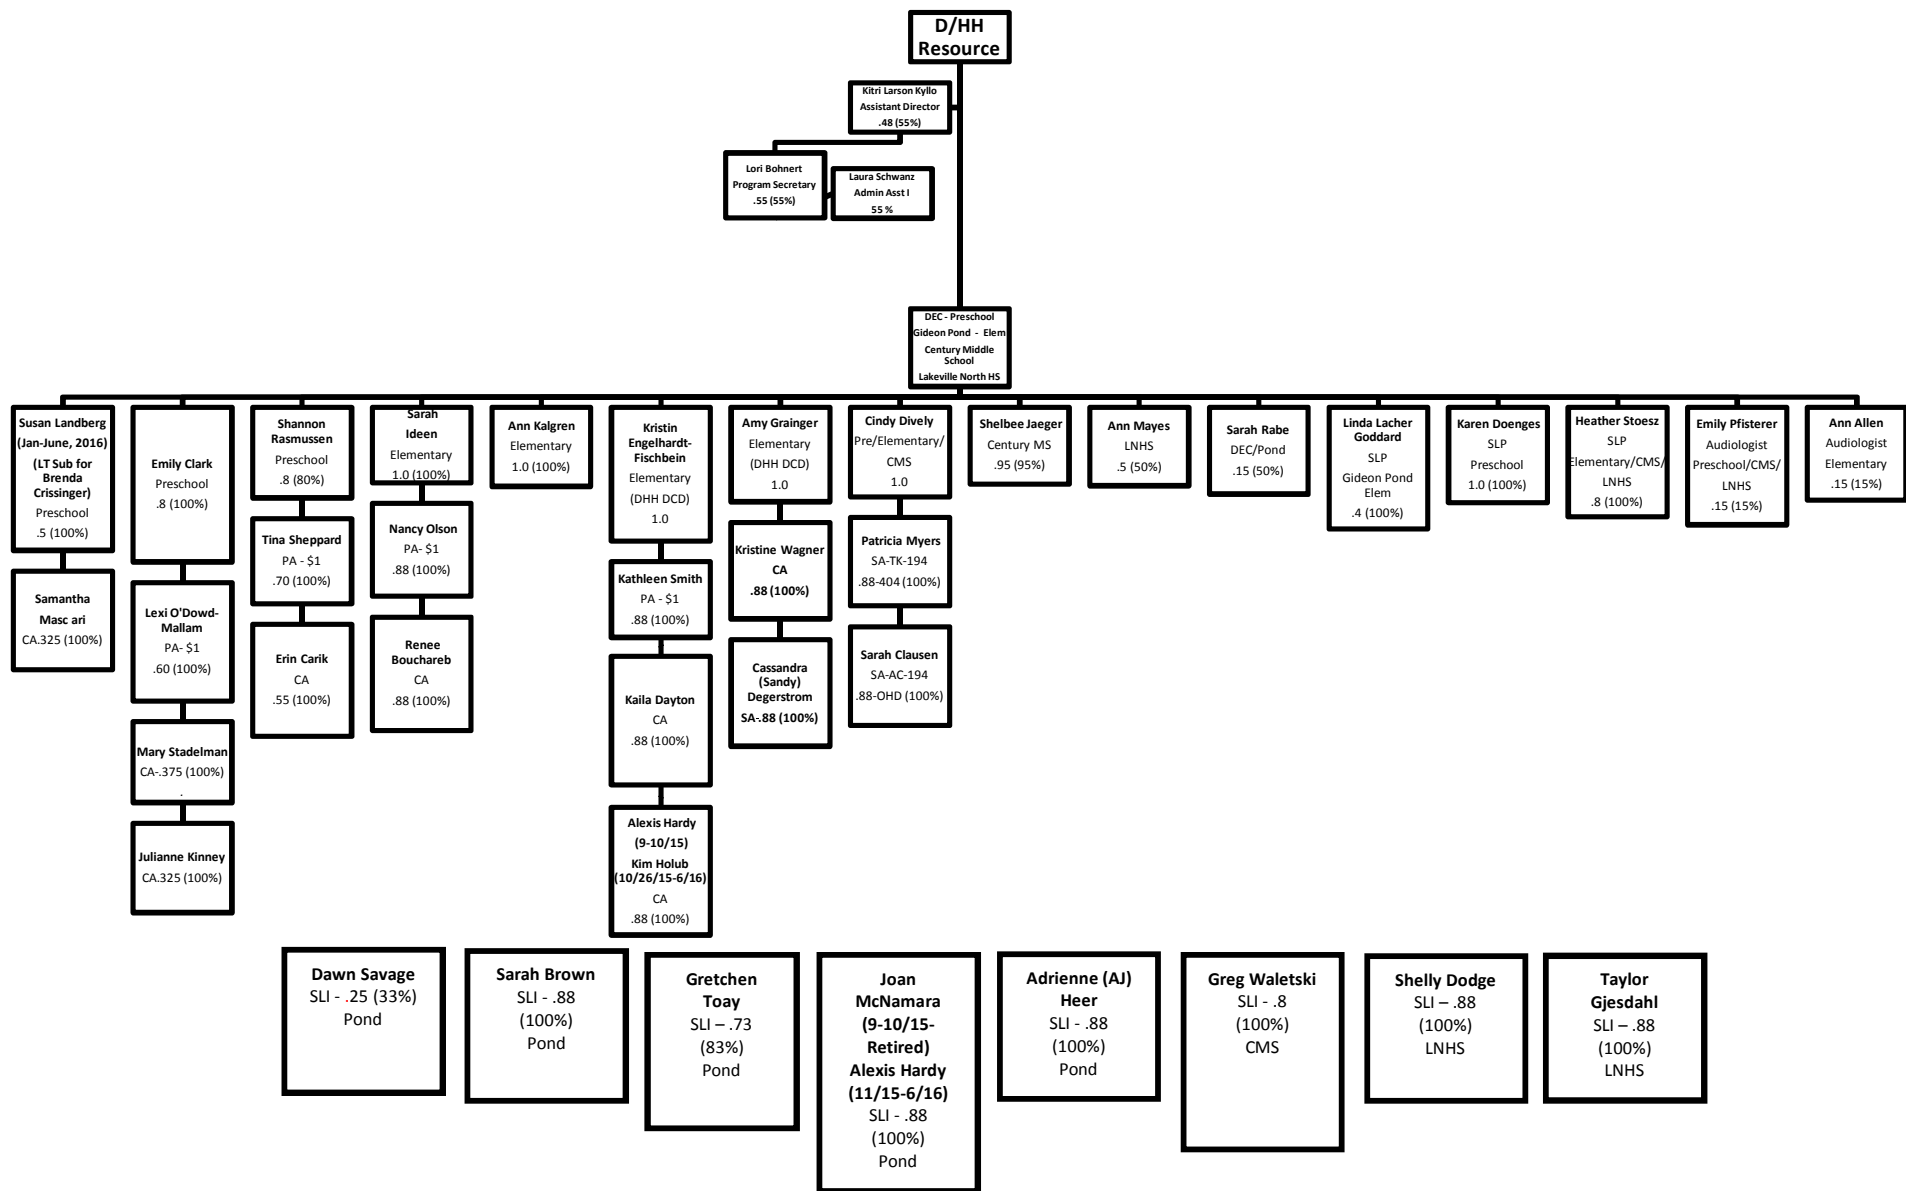 D/HH
Resource
Kitri Larson Kyllo
Assistant Director
.48 (55%)
Lori Bohnert
Program Secretary
.55 (55%)
Laura Schwanz
Admin Asst I
55 %
DEC - Preschool
Gideon Pond - Elem
Century Middle
School
Lakeville North HS
Susan Landberg
(Jan-June, 2016)
(LT Sub for
Brenda
Crissinger)
Preschool
.5 (100%)
Samantha
Masc ari
CA.325 (100%)
Emily Clark
Preschool
.8 (100%)
Lexi O'Dowd-
Mallam
PA- $1
.60 (100%)
Mary Stadelman
CA-.375 (100%)
.
Julianne Kinney
CA.325 (100%)
Shannon
Rasmussen
Preschool
.8 (80%)
Tina Sheppard
PA - $1
.70 (100%)
Erin Carik
CA
.55 (100%)
Sarah
Ideen
Elementary
1.0 (100%)
Nancy Olson
PA- $1
.88 (100%)
Renee
Bouchareb
CA
.88 (100%)
Ann Kalgren
Elementary
1.0 (100%)
Kristin
Engelhardt-
Fischbein
Elementary
(DHH DCD)
1.0
Kathleen Smith
PA - $1
.88 (100%)
Kaila Dayton
CA
.88 (100%)
Alexis Hardy
(9-10/15)
Kim Holub
(10/26/15-6/16)
CA
.88 (100%)
Amy Grainger
Elementary
(DHH DCD)
1.0
Kristine Wagner
CA
.88 (100%)
Cassandra
(Sandy)
Degerstrom
SA-.88 (100%)
Cindy Dively
Pre/Elementary/
CMS
1.0
Patricia Myers
SA-TK-194
.88-404 (100%)
Sarah Clausen
SA-AC-194
.88-OHD (100%)
Shelbee Jaeger
Century MS
.95 (95%)
Ann Mayes
LNHS
.5 (50%)
Sarah Rabe
DEC/Pond
.15 (50%)
Linda Lacher
Goddard
SLP
Gideon Pond
Elem
.4 (100%)
Karen Doenges
SLP
Preschool
1.0 (100%)
Heather Stoesz
SLP
Elementary/CMS/
LNHS
.8 (100%)
Emily Pfisterer
Audiologist
Preschool/CMS/
LNHS
.15 (15%)
Ann Allen
Audiologist
Elementary
.15 (15%)
Dawn Savage
SLI - .25 (33%)
Pond
Sarah Brown
SLI - .88
(100%)
Pond
Gretchen
Toay
SLI – .73
(83%)
Pond
Joan
McNamara
(9-10/15-
Retired)
Alexis Hardy
(11/15-6/16)
SLI - .88
(100%)
Pond
Adrienne (AJ)
Heer
SLI - .88
(100%)
Pond
Greg Waletski
SLI - .8
(100%)
CMS
Shelly Dodge
SLI – .88
(100%)
LNHS
Taylor
Gjesdahl
SLI – .88
(100%)
LNHS